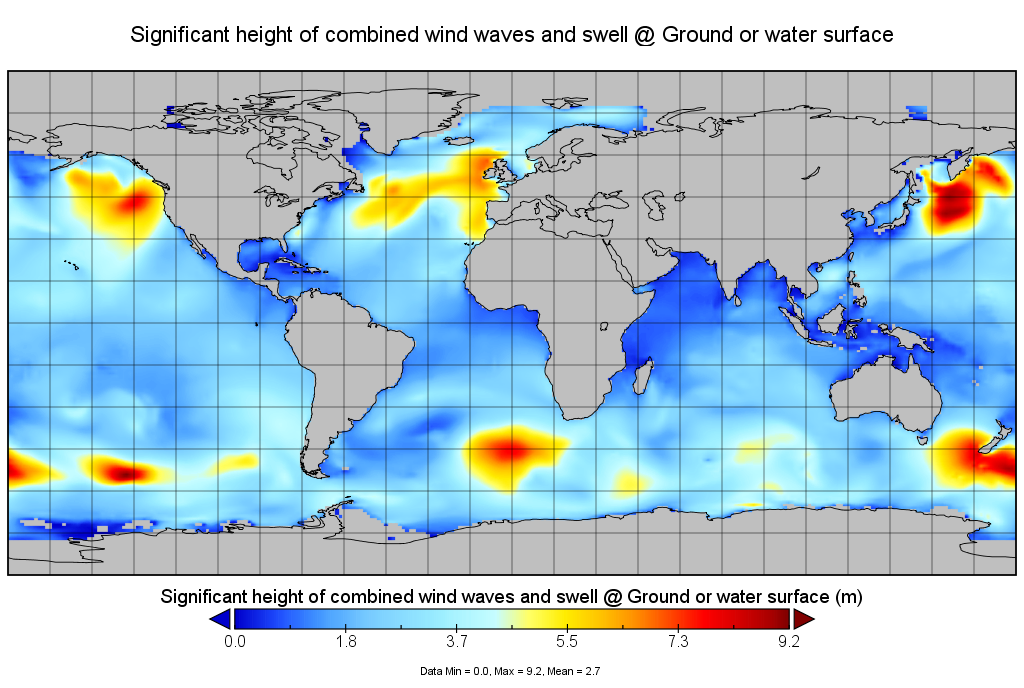 Significant height of combined wind waves and swell @ Ground or water surface
Significant height of combined wind waves and swell @ Ground or water surface (m)
0.0 1.8 3.7 5.5 7.3 9.2
Data Min = 0.0, Max = 9.2, Mean = 2.7